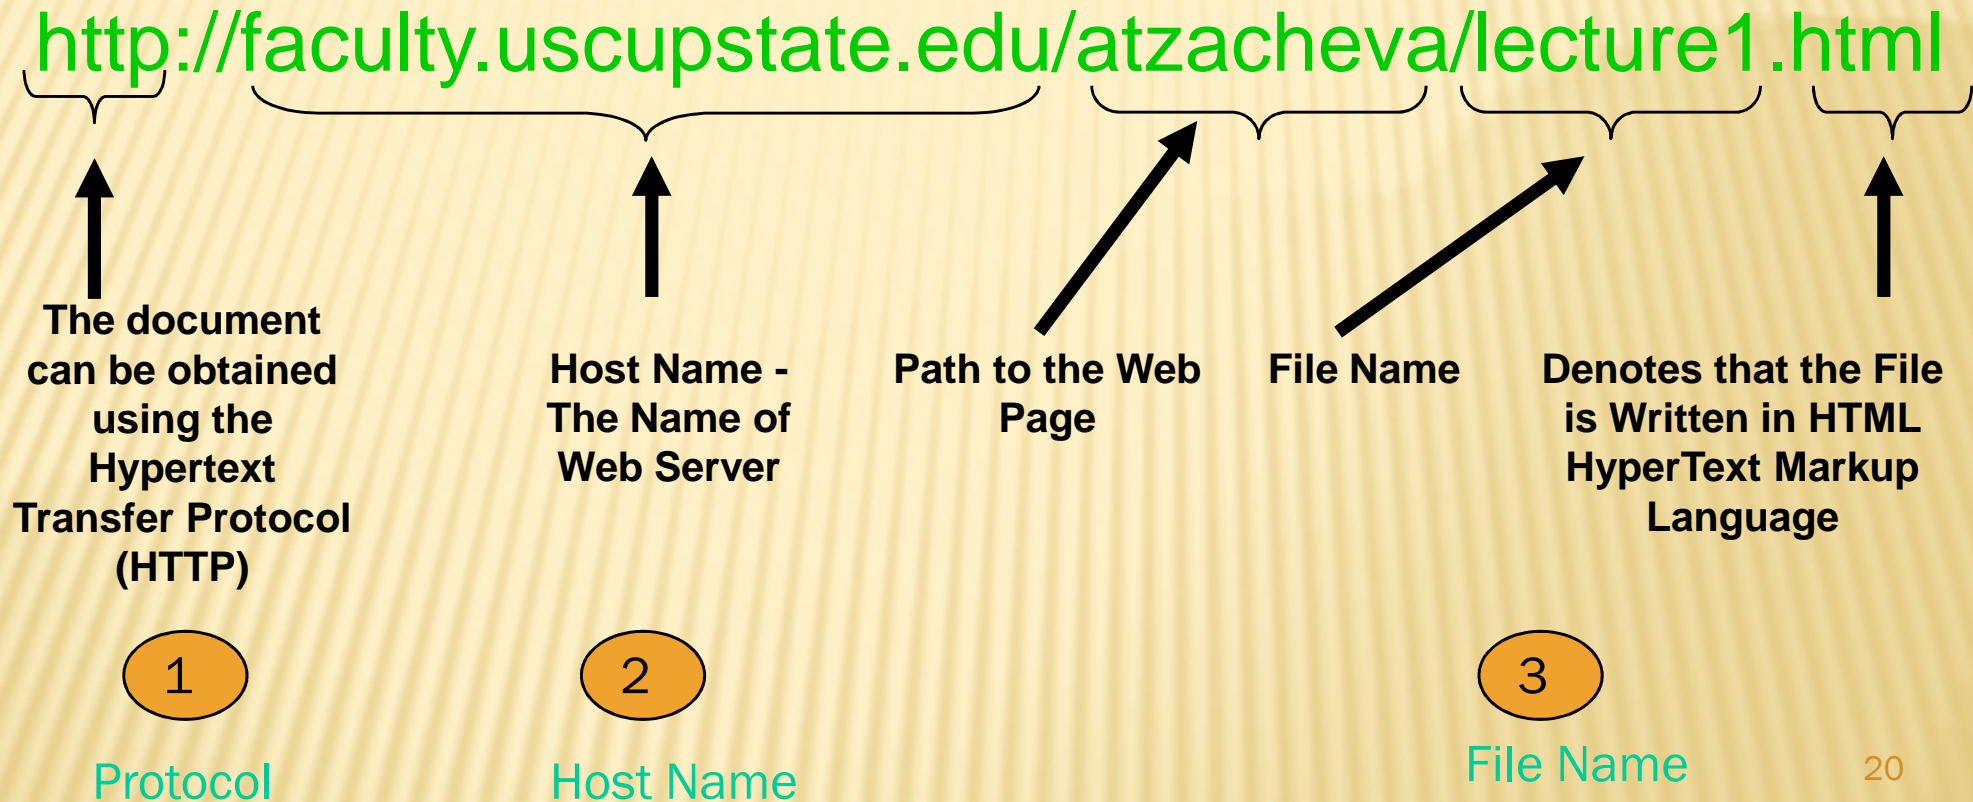 http://faculty.uscupstate.edu/atzacheva/lecture1.html
The document
can be obtained
using the
Hypertext
Transfer Protocol
(HTTP)
Host Name -
The Name of
Web Server
Path to the Web
Page
File Name
Denotes that the File
is Written in HTML
HyperText Markup
Language
1
2
3
Protocol
Host Name
File Name
20